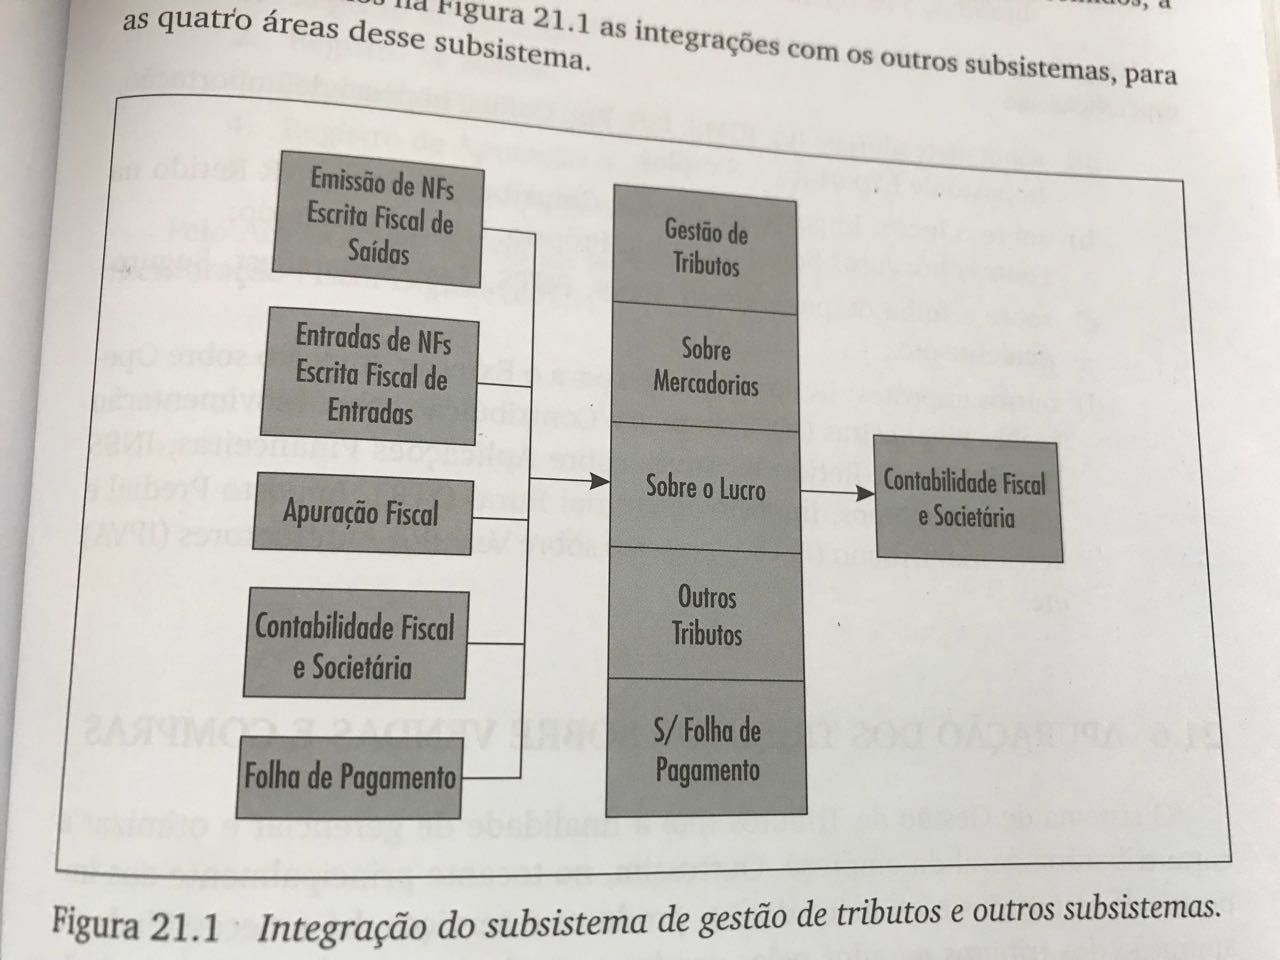 na Figura 21.1 as integrações com os outros subsistemas, para
as quatro áreas desse subsistema.
Emissão de NFs
Escrita Fiscal de
Saídas
Entradas de NFs
Escrita Fiscal de
Entradas
Apuração Fiscal
Contabilidade Fiscal
e Societária
Folha de Pagamento
Gestão de
Tributos
Sobre
Mercadorias
Sobre o Lucro
Outros
Tributos
S/ Folha de
Pagamento
Contabilidade Fiscal
e Societária
Figura 21.1 Integração do subsistema de gestão de tributos e outros subsistemas.